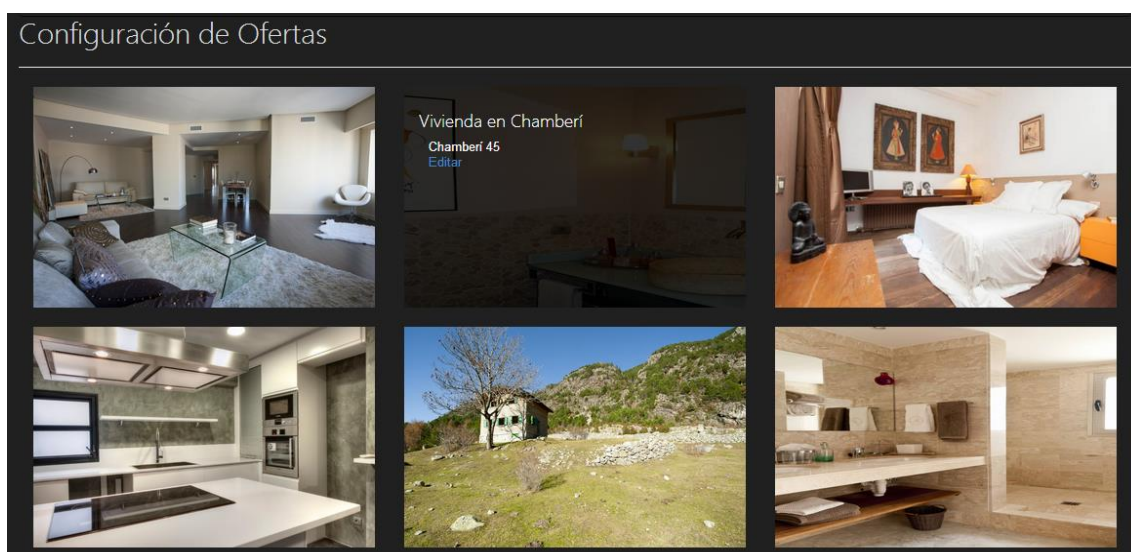 Configuración de Ofertas
Vivienda en Chamberí
Chamberí 45
Editar